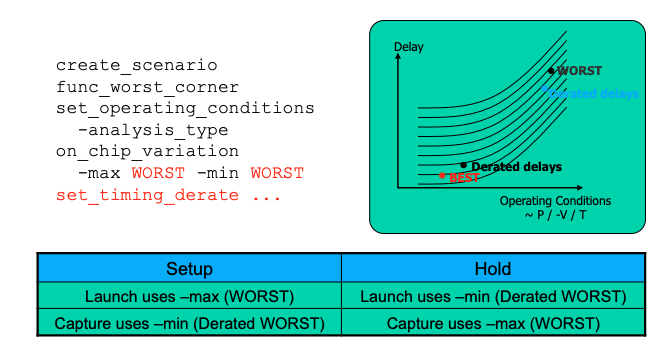 create_scenario
func_worst_corner
set_operating_conditions
-analysis_type
on_chip_variation
-max WORST -min WORST
set_timing_derate ...
Delay
WORST
Derated delays
Derated delays
BEST
Operating Conditions
~ P / -V / T
Setup
Hold
Launch uses –max (WORST)
Launch uses –min (Derated WORST)
Capture uses –min (Derated WORST)
Capture uses –max (WORST)